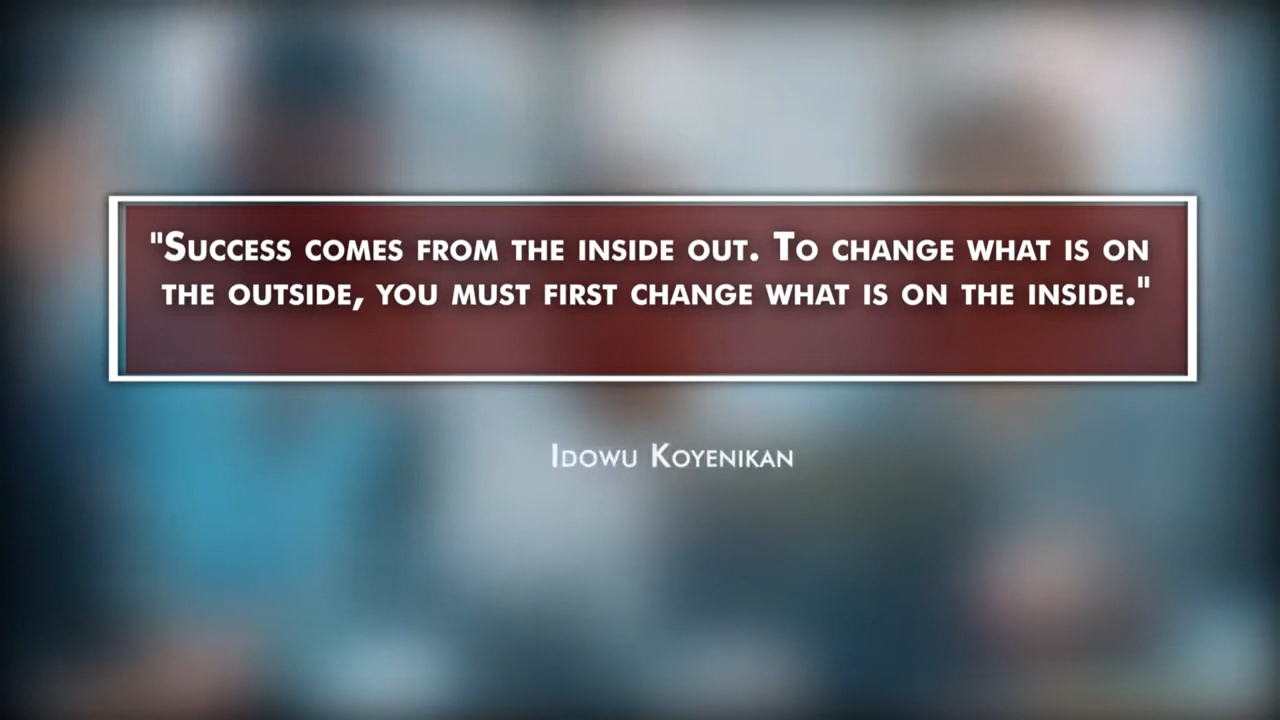 "Success comes from the inside out. To change what is on
the outside, you must first change what is on the inside."
Idowu Koyenikan